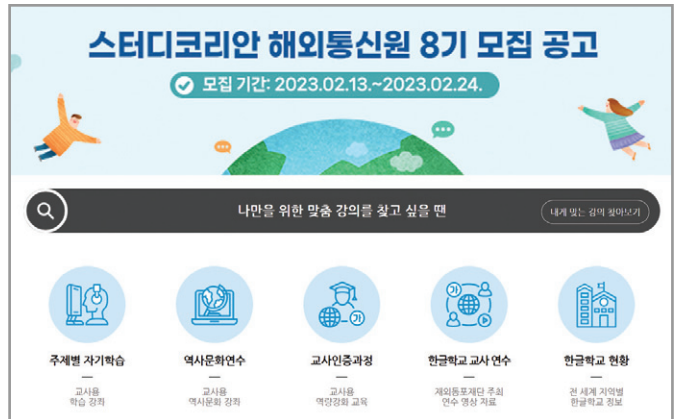 스터디코리안 해외통신원 8기 모집 공고
모집 기간: 2023.02.13.~2023.02.24.
나만을 위한 맞춤 강의를 찾고 싶을 땐
내게 맞는 강의 찾아보기
주제별 자기학습
역사문화연수
교사인증과정
한글학교 교사 연수
한글학교 현황
교사용
학습 강좌
교사용
역사문화 강좌
교사용
역량강화 교육
재외동포재단 주최
연수 영상 자료
전 세계 지역별
한글학교 정보